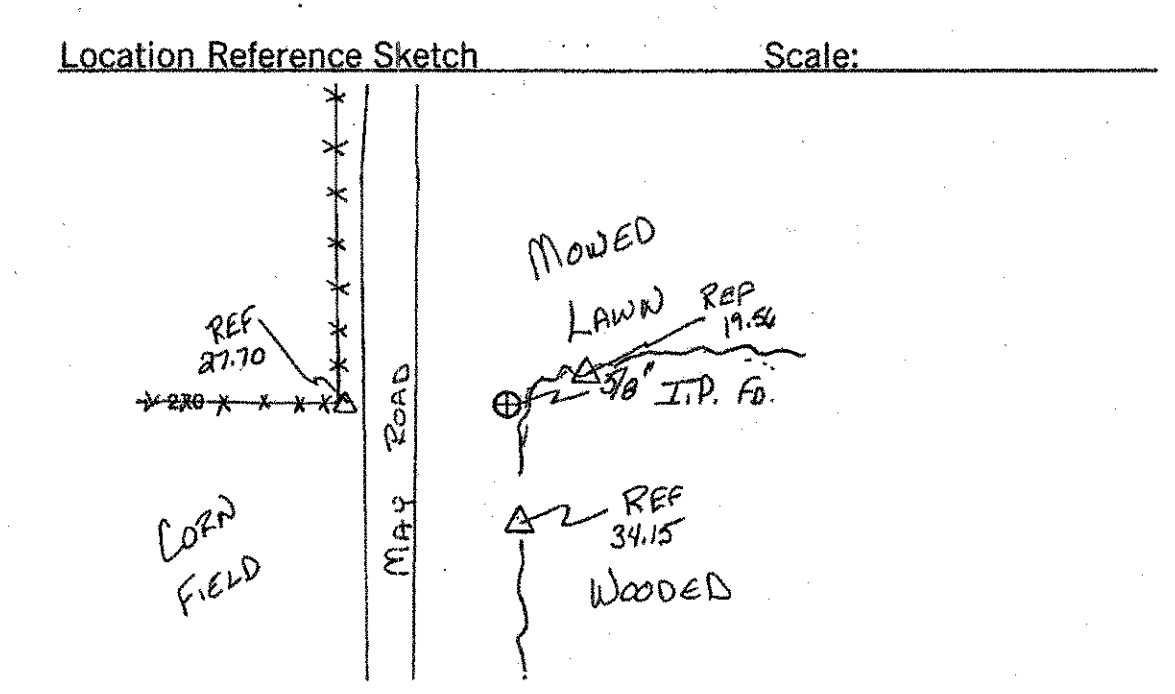 Location Reference Sketch Scale:
MOWED
LAWN
REF
19.56
REF
27.70
5/8" I.P. FD.
MAY ROAD
REF
34.15
CORN
FIELD
WOODED